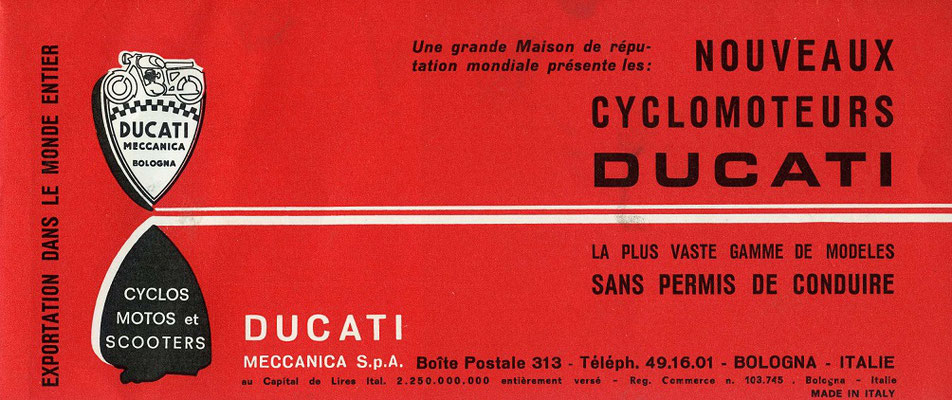 EXPORTATION DANS LE MONDE ENTIER
DUCATI
MECCANICA
BOLOGNA
Une grande Maison de répu-
tation mondiale présente les:
NOUVEAUX
CYCLOMOTEURS
DUCATI
LA PLUS VASTE GAMME DE MODELES
SANS PERMIS DE CONDUIRE
CYCLOS
MOTOS et
SCOOTERS
DUCATI
MECCANICA S.p.A. Boîte Postale 313 - Téléph. 49.16.01 - BOLOGNA - ITALIE
au Capital de Lires Ital. 2.250.000.000 entièrement versé - Reg. Commerce n. 103.745 . Bologna - Italie
MADE IN ITALY